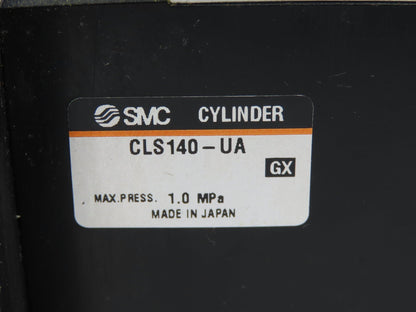 SMC CYLINDER
CLS140-UA
GX
MAX.PRESS. 1.0 MPa
MADE IN JAPAN